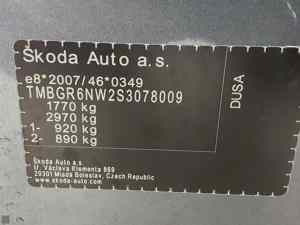 Škoda Auto a.s.
e8*2007/46*0349
TMBGR6NW2S3078009
1770 kg
2970 kg
1- 920 kg
2- 890 kg
Škoda Auto a.s.
tř. Václava Klementa 869
29301 Mladá Boleslav, Czech Republic
www.skoda-auto.com
DUSA